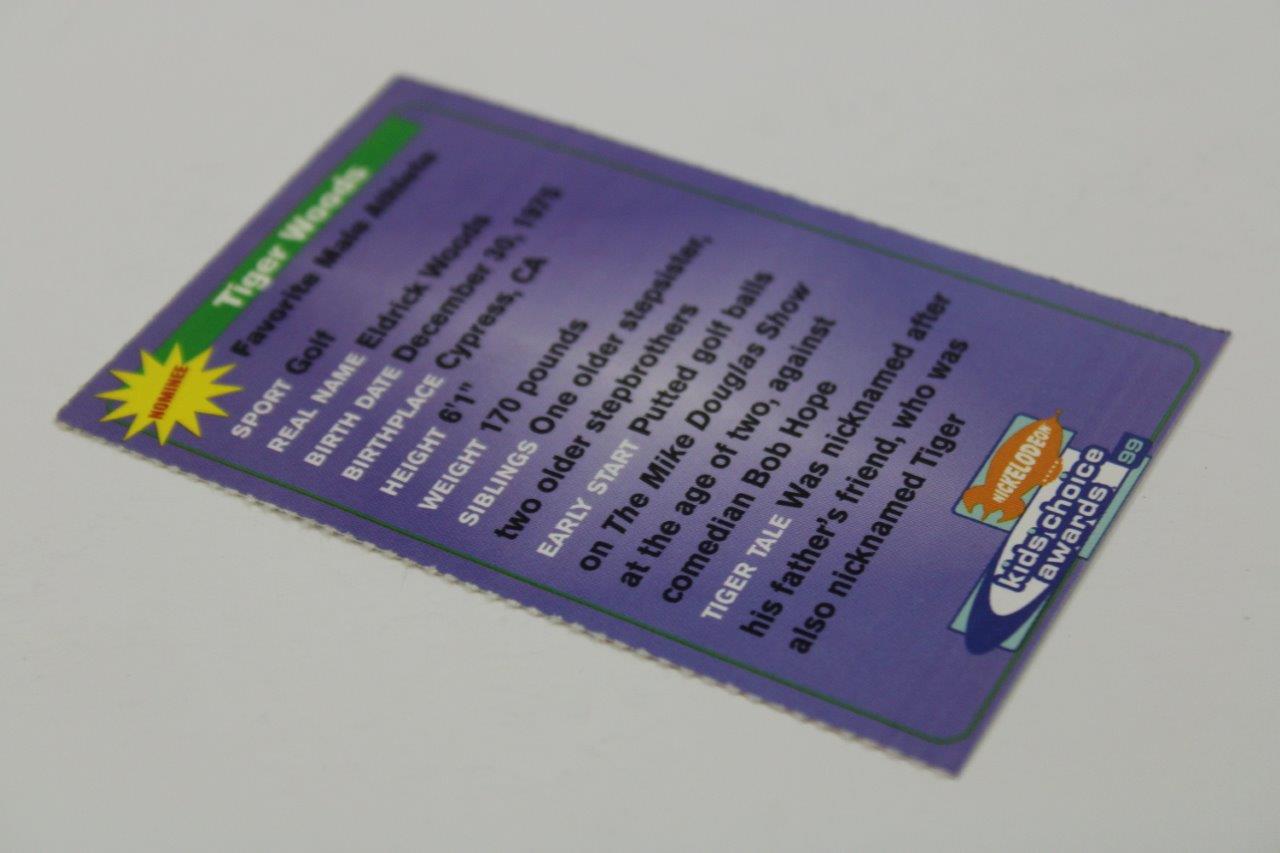 Tiger Woods
NOMINEE
Favorite Male Athlete
SPORT Golf
REAL NAME Eldrick Woods
BIRTH DATE December 30, 1975
BIRTHPLACE Cypress, CA
HEIGHT 6'1"
WEIGHT 170 pounds
SIBLINGS One older stepsister,
two older stepbrothers
EARLY START Putted golf balls
on The Mike Douglas Show
at the age of two, against
comedian Bob Hope
TIGER TALE Was nicknamed after
his father's friend, who was
also nicknamed Tiger
NICKELODEON
kids' choice
awards 99